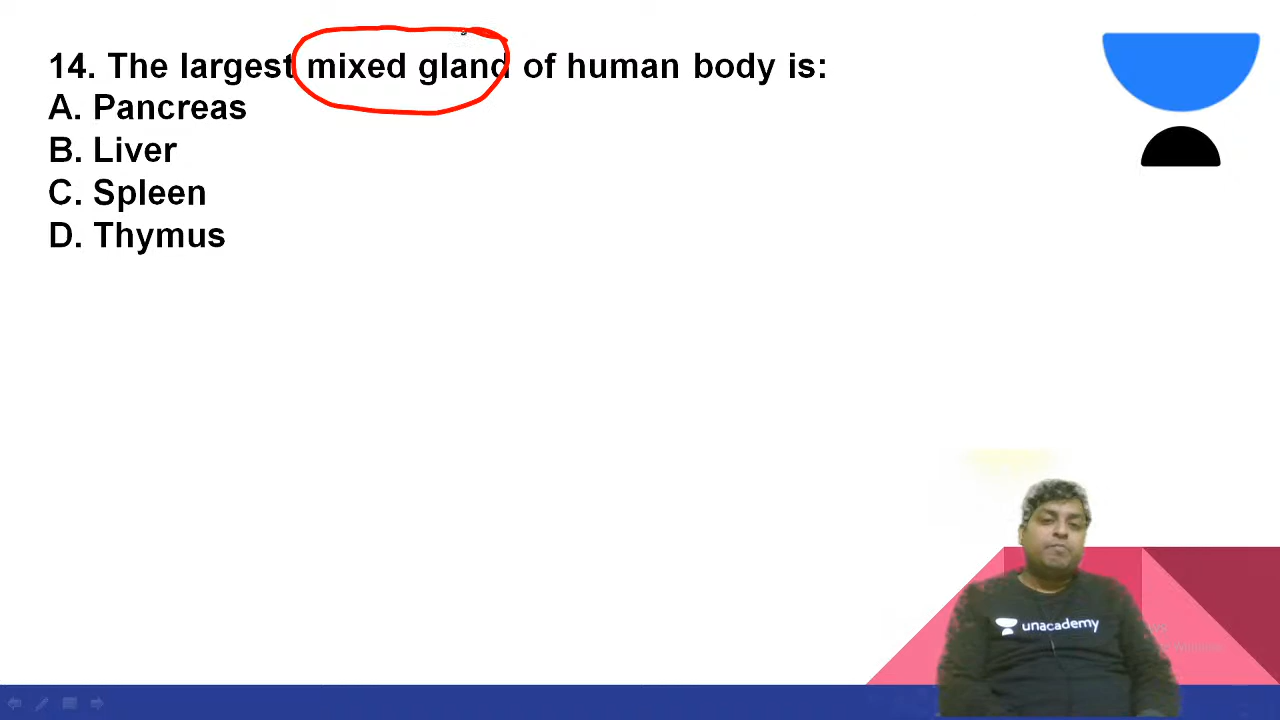 14. The largest mixed gland of human body is:
A. Pancreas
B. Liver
C. Spleen
D. Thymus
unacademy